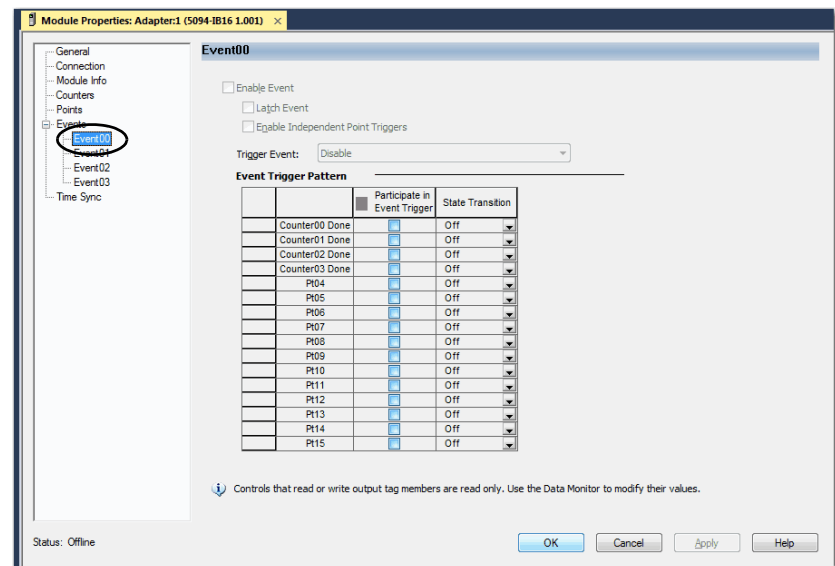 Module Properties: Adapter:1 (5094-IB16 1.001) ×
General
Connection
Module Info
Counters
Points
Events
Event00
Event01
Event02
Event03
Time Sync
Event00
Enable Event
Latch Event
Enable Independent Point Triggers
Trigger Event: Disable
Event Trigger Pattern
Participate in Event Trigger State Transition
Counter00 Done Off
Counter01 Done Off
Counter02 Done Off
Counter03 Done Off
Pt04 Off
Pt05 Off
Pt06 Off
Pt07 Off
Pt08 Off
Pt09 Off
Pt10 Off
Pt11 Off
Pt12 Off
Pt13 Off
Pt14 Off
Pt15 Off
Controls that read or write output tag members are read only. Use the Data Monitor to modify their values.
Status: Offline
OK Cancel Apply Help